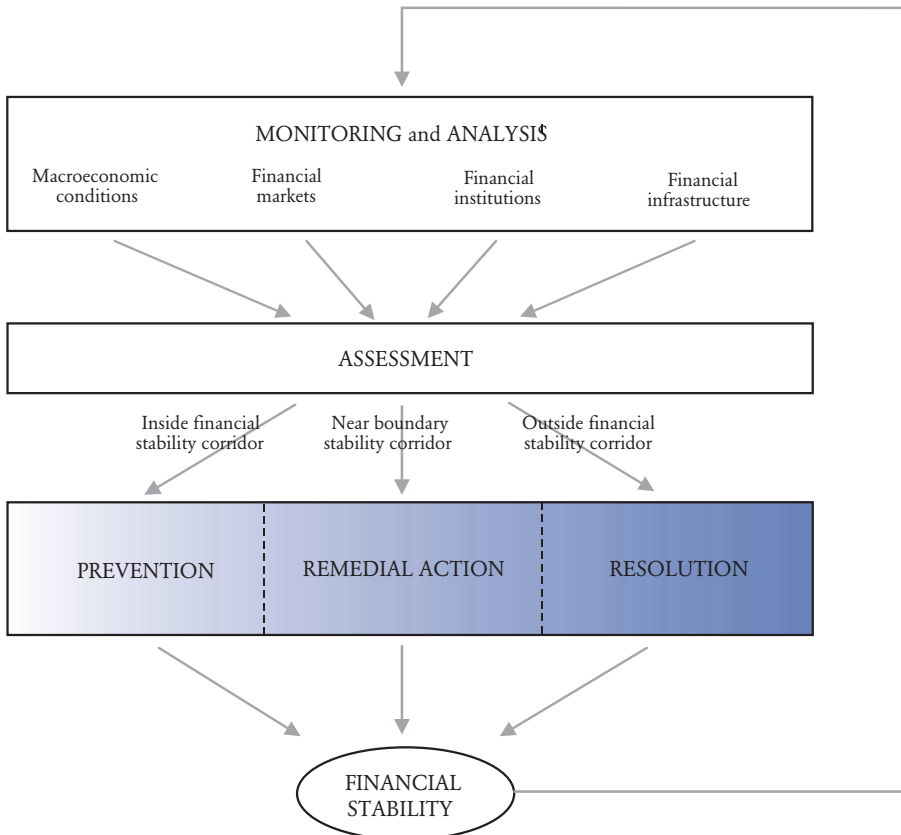 MONITORING and ANALYSIS
Macroeconomic
conditions
Financial
markets
Financial
institutions
Financial
infrastructure
ASSESSMENT
Inside financial
stability corridor
Near boundary
stability corridor
Outside financial
stability corridor
PREVENTION
REMEDIAL ACTION
RESOLUTION
FINANCIAL
STABILITY